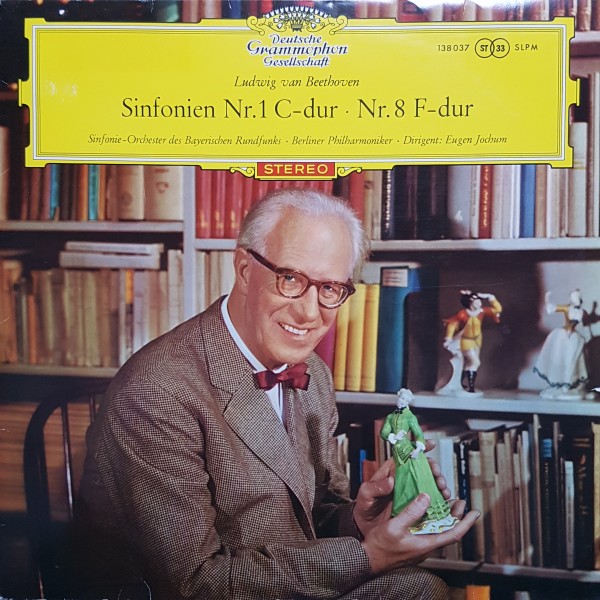 Deutsche
Grammophon
Gesellschaft
138037 ST 33 SLPM
Ludwig van Beethoven
Sinfonien Nr. 1 C-dur · Nr. 8 F-dur
Sinfonie-Orchester des Bayerischen Rundfunks · Berliner Philharmoniker · Dirigent: Eugen Jochum
STEREO